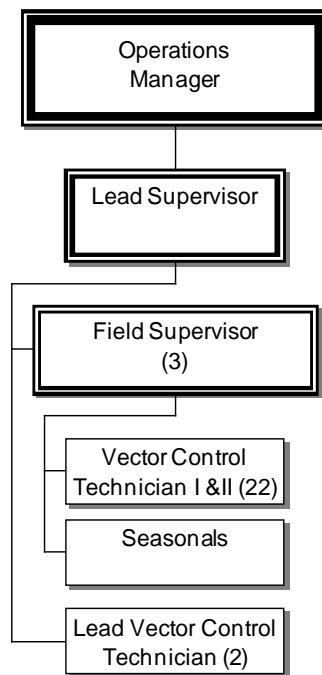 Operations
Manager
Lead Supervisor
Field Supervisor
(3)
Vector Control
Technician I &II (22)
Seasonals
Lead Vector Control
Technician (2)